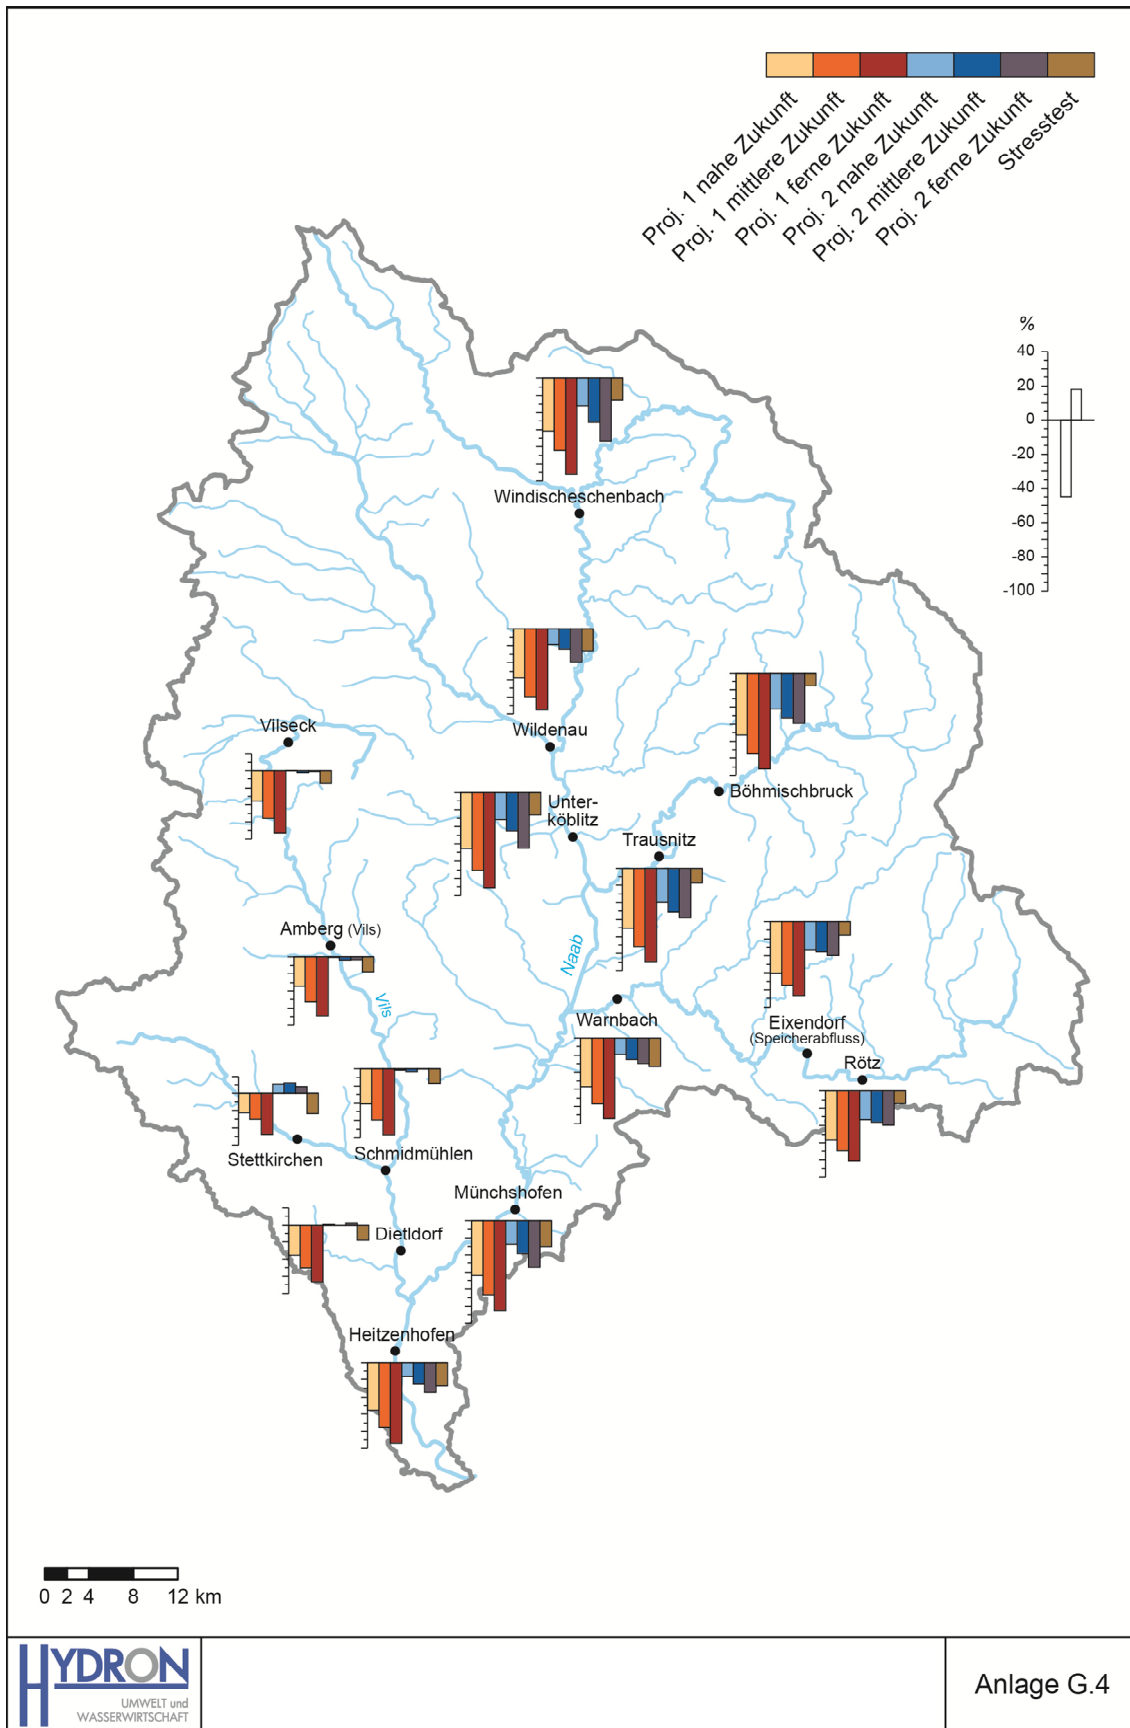 Proj. 1 nahe Zukunft
Proj. 1 mittlere Zukunft
Proj. 1 ferne Zukunft
Proj. 2 nahe Zukunft
Proj. 2 mittlere Zukunft
Proj. 2 ferne Zukunft
Stresstest
%
40
20
0
-20
-40
-60
-80
-100
Windischeschenbach
Vilseck
Wildenau
Böhmischbruck
Unter-
köblitz
Trausnitz
Amberg (Vils)
Naab
Vils
Warnbach
Eixendorf
(Speicherabfluss)
Rötz
Stettkirchen
Schmidmühlen
Münchshofen
Dietldorf
Heitzenhofen
0 2 4 8 12 km
HYDRON
UMWELT und
WASSERWIRTSCHAFT
Anlage G.4